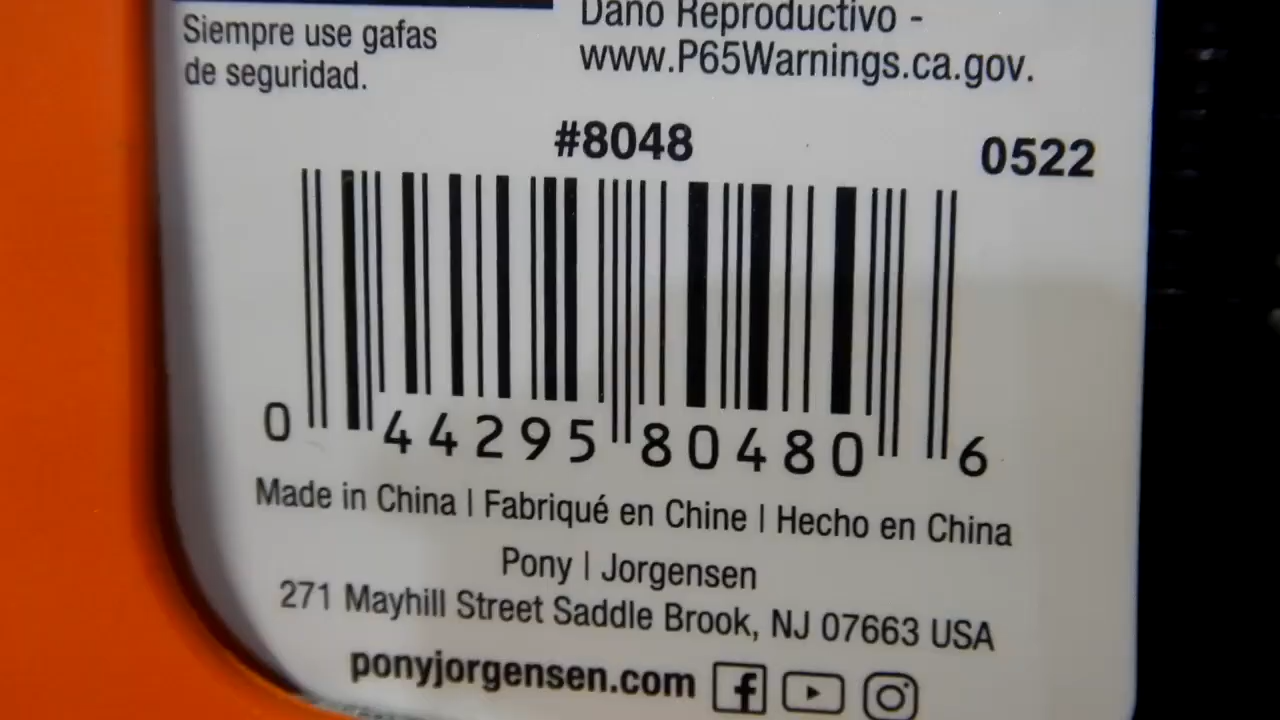 Siempre use gafas
de seguridad.
Daño Reproductivo -
www.P65Warnings.ca.gov.
#8048
0522
0 44295 80480 6
Made in China | Fabriqué en Chine | Hecho en China
Pony | Jorgensen
271 Mayhill Street Saddle Brook, NJ 07663 USA
ponyjorgensen.com